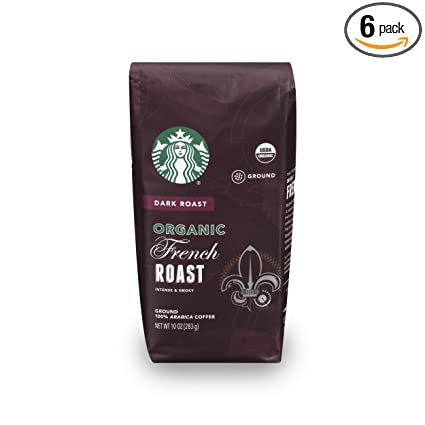 6 pack
USDA
ORGANIC
GROUND
DARK ROAST
ORGANIC
French
ROAST
INTENSE & SMOKY
GROUND
100% ARABICA COFFEE
NET WT 10 OZ (283 g)